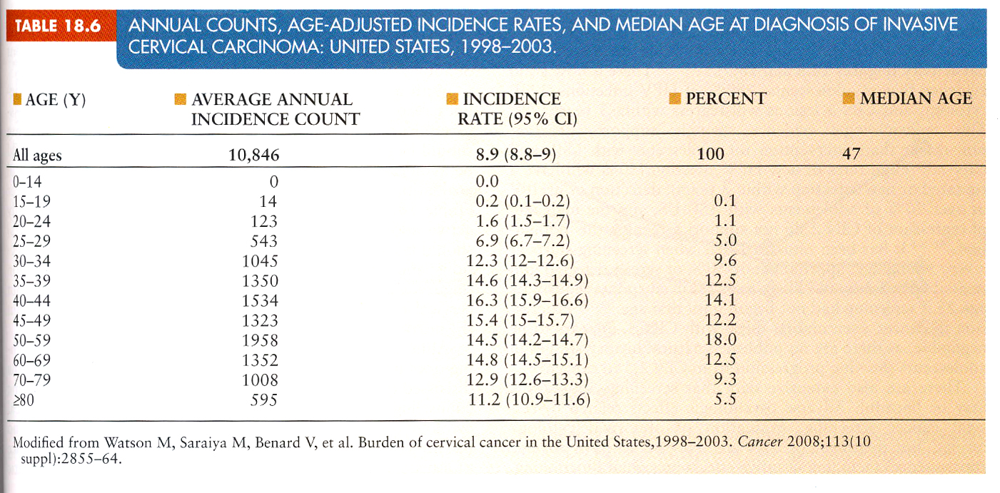 TABLE 18.6 ANNUAL COUNTS, AGE-ADJUSTED INCIDENCE RATES, AND MEDIAN AGE AT DIAGNOSIS OF INVASIVE
CERVICAL CARCINOMA: UNITED STATES, 1998–2003.
AGE (Y) AVERAGE ANNUAL INCIDENCE PERCENT MEDIAN AGE
INCIDENCE COUNT RATE (95% CI)
All ages 10,846 8.9 (8.8–9) 100 47
0–14 0 0.0
15–19 14 0.2 (0.1–0.2) 0.1
20–24 123 1.6 (1.5–1.7) 1.1
25–29 543 6.9 (6.7–7.2) 5.0
30–34 1045 12.3 (12–12.6) 9.6
35–39 1350 14.6 (14.3–14.9) 12.5
40–44 1534 16.3 (15.9–16.6) 14.1
45–49 1323 15.4 (15–15.7) 12.2
50–59 1958 14.5 (14.2–14.7) 18.0
60–69 1352 14.8 (14.5–15.1) 12.5
70–79 1008 12.9 (12.6–13.3) 9.3
≥80 595 11.2 (10.9–11.6) 5.5
Modified from Watson M, Saraiya M, Benard V, et al. Burden of cervical cancer in the United States,1998–2003. Cancer 2008;113(10
suppl):2855–64.